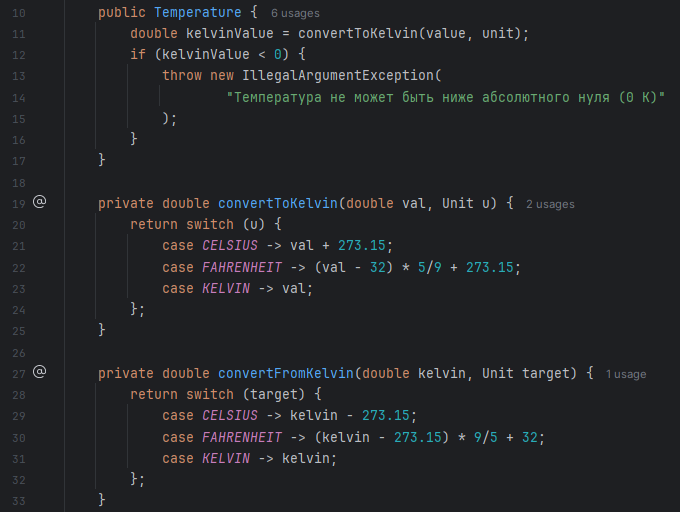 10 public Temperature { 6 usages
11 double kelvinValue = convertToKelvin(value, unit);
12 if (kelvinValue < 0) {
13 throw new IllegalArgumentException(
14 "Температура не может быть ниже абсолютного нуля (0 К)"
15 );
16 }
17 }
18
19 @ private double convertToKelvin(double val, Unit u) { 2 usages
20 return switch (u) {
21 case CELSIUS -> val + 273.15;
22 case FAHRENHEIT -> (val - 32) * 5/9 + 273.15;
23 case KELVIN -> val;
24 };
25 }
26
27 @ private double convertFromKelvin(double kelvin, Unit target) { 1 usage
28 return switch (target) {
29 case CELSIUS -> kelvin - 273.15;
30 case FAHRENHEIT -> (kelvin - 273.15) * 9/5 + 32;
31 case KELVIN -> kelvin;
32 };
33 }